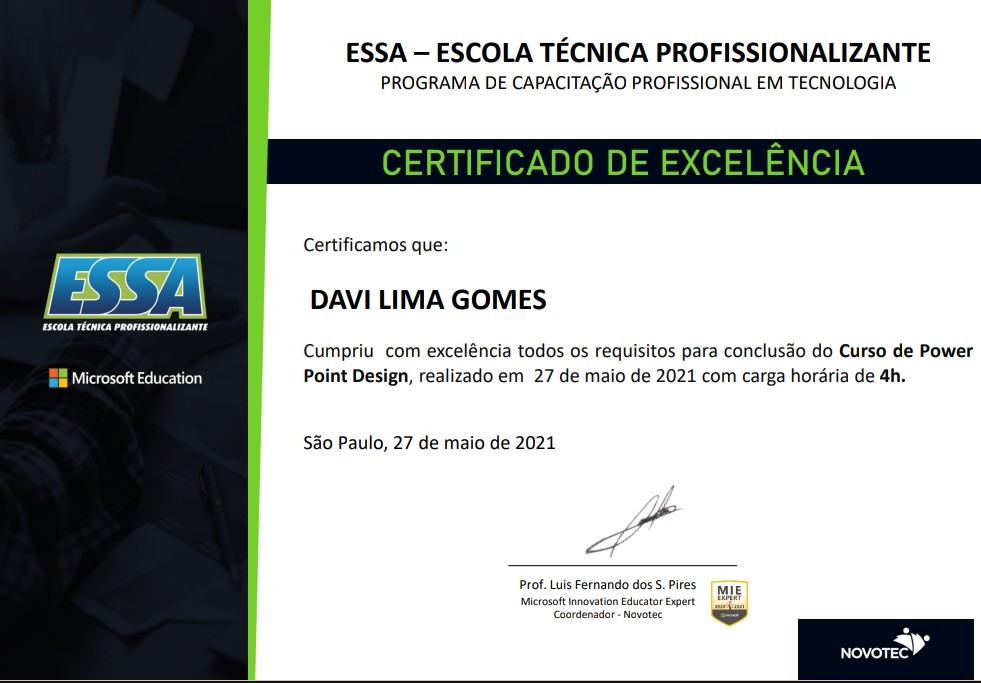 ESSA – ESCOLA TÉCNICA PROFISSIONALIZANTE
PROGRAMA DE CAPACITAÇÃO PROFISSIONAL EM TECNOLOGIA
CERTIFICADO DE EXCELÊNCIA
Certificamos que:
DAVI LIMA GOMES
Cumpriu com excelência todos os requisitos para conclusão do Curso de Power
Point Design, realizado em 27 de maio de 2021 com carga horária de 4h.
São Paulo, 27 de maio de 2021
ESSA
ESCOLA TÉCNICA PROFISSIONALIZANTE
Microsoft Education
Prof. Luis Fernando dos S. Pires
Microsoft Innovation Educator Expert
Coordenador - Novotec
MIE
EXPERT
2020 2021
Microsoft
NOVOTEC